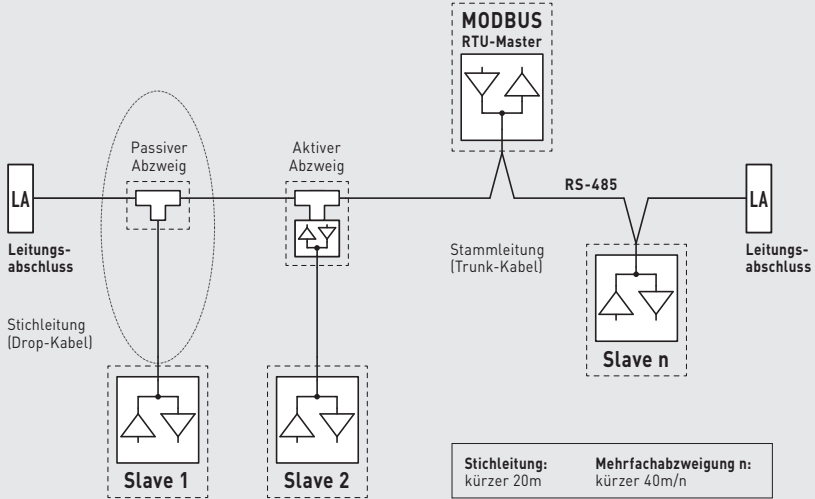 MODBUS
RTU-Master
Passiver
Abzweig
Aktiver
Abzweig
LA
RS-485
LA
Leitungs-
abschluss
Stammleitung
(Trunk-Kabel)
Leitungs-
abschluss
Stichleitung
(Drop-Kabel)
Slave n
Slave 1
Slave 2
Stichleitung:
kürzer 20m
Mehrfachabzweigung n:
kürzer 40m/n